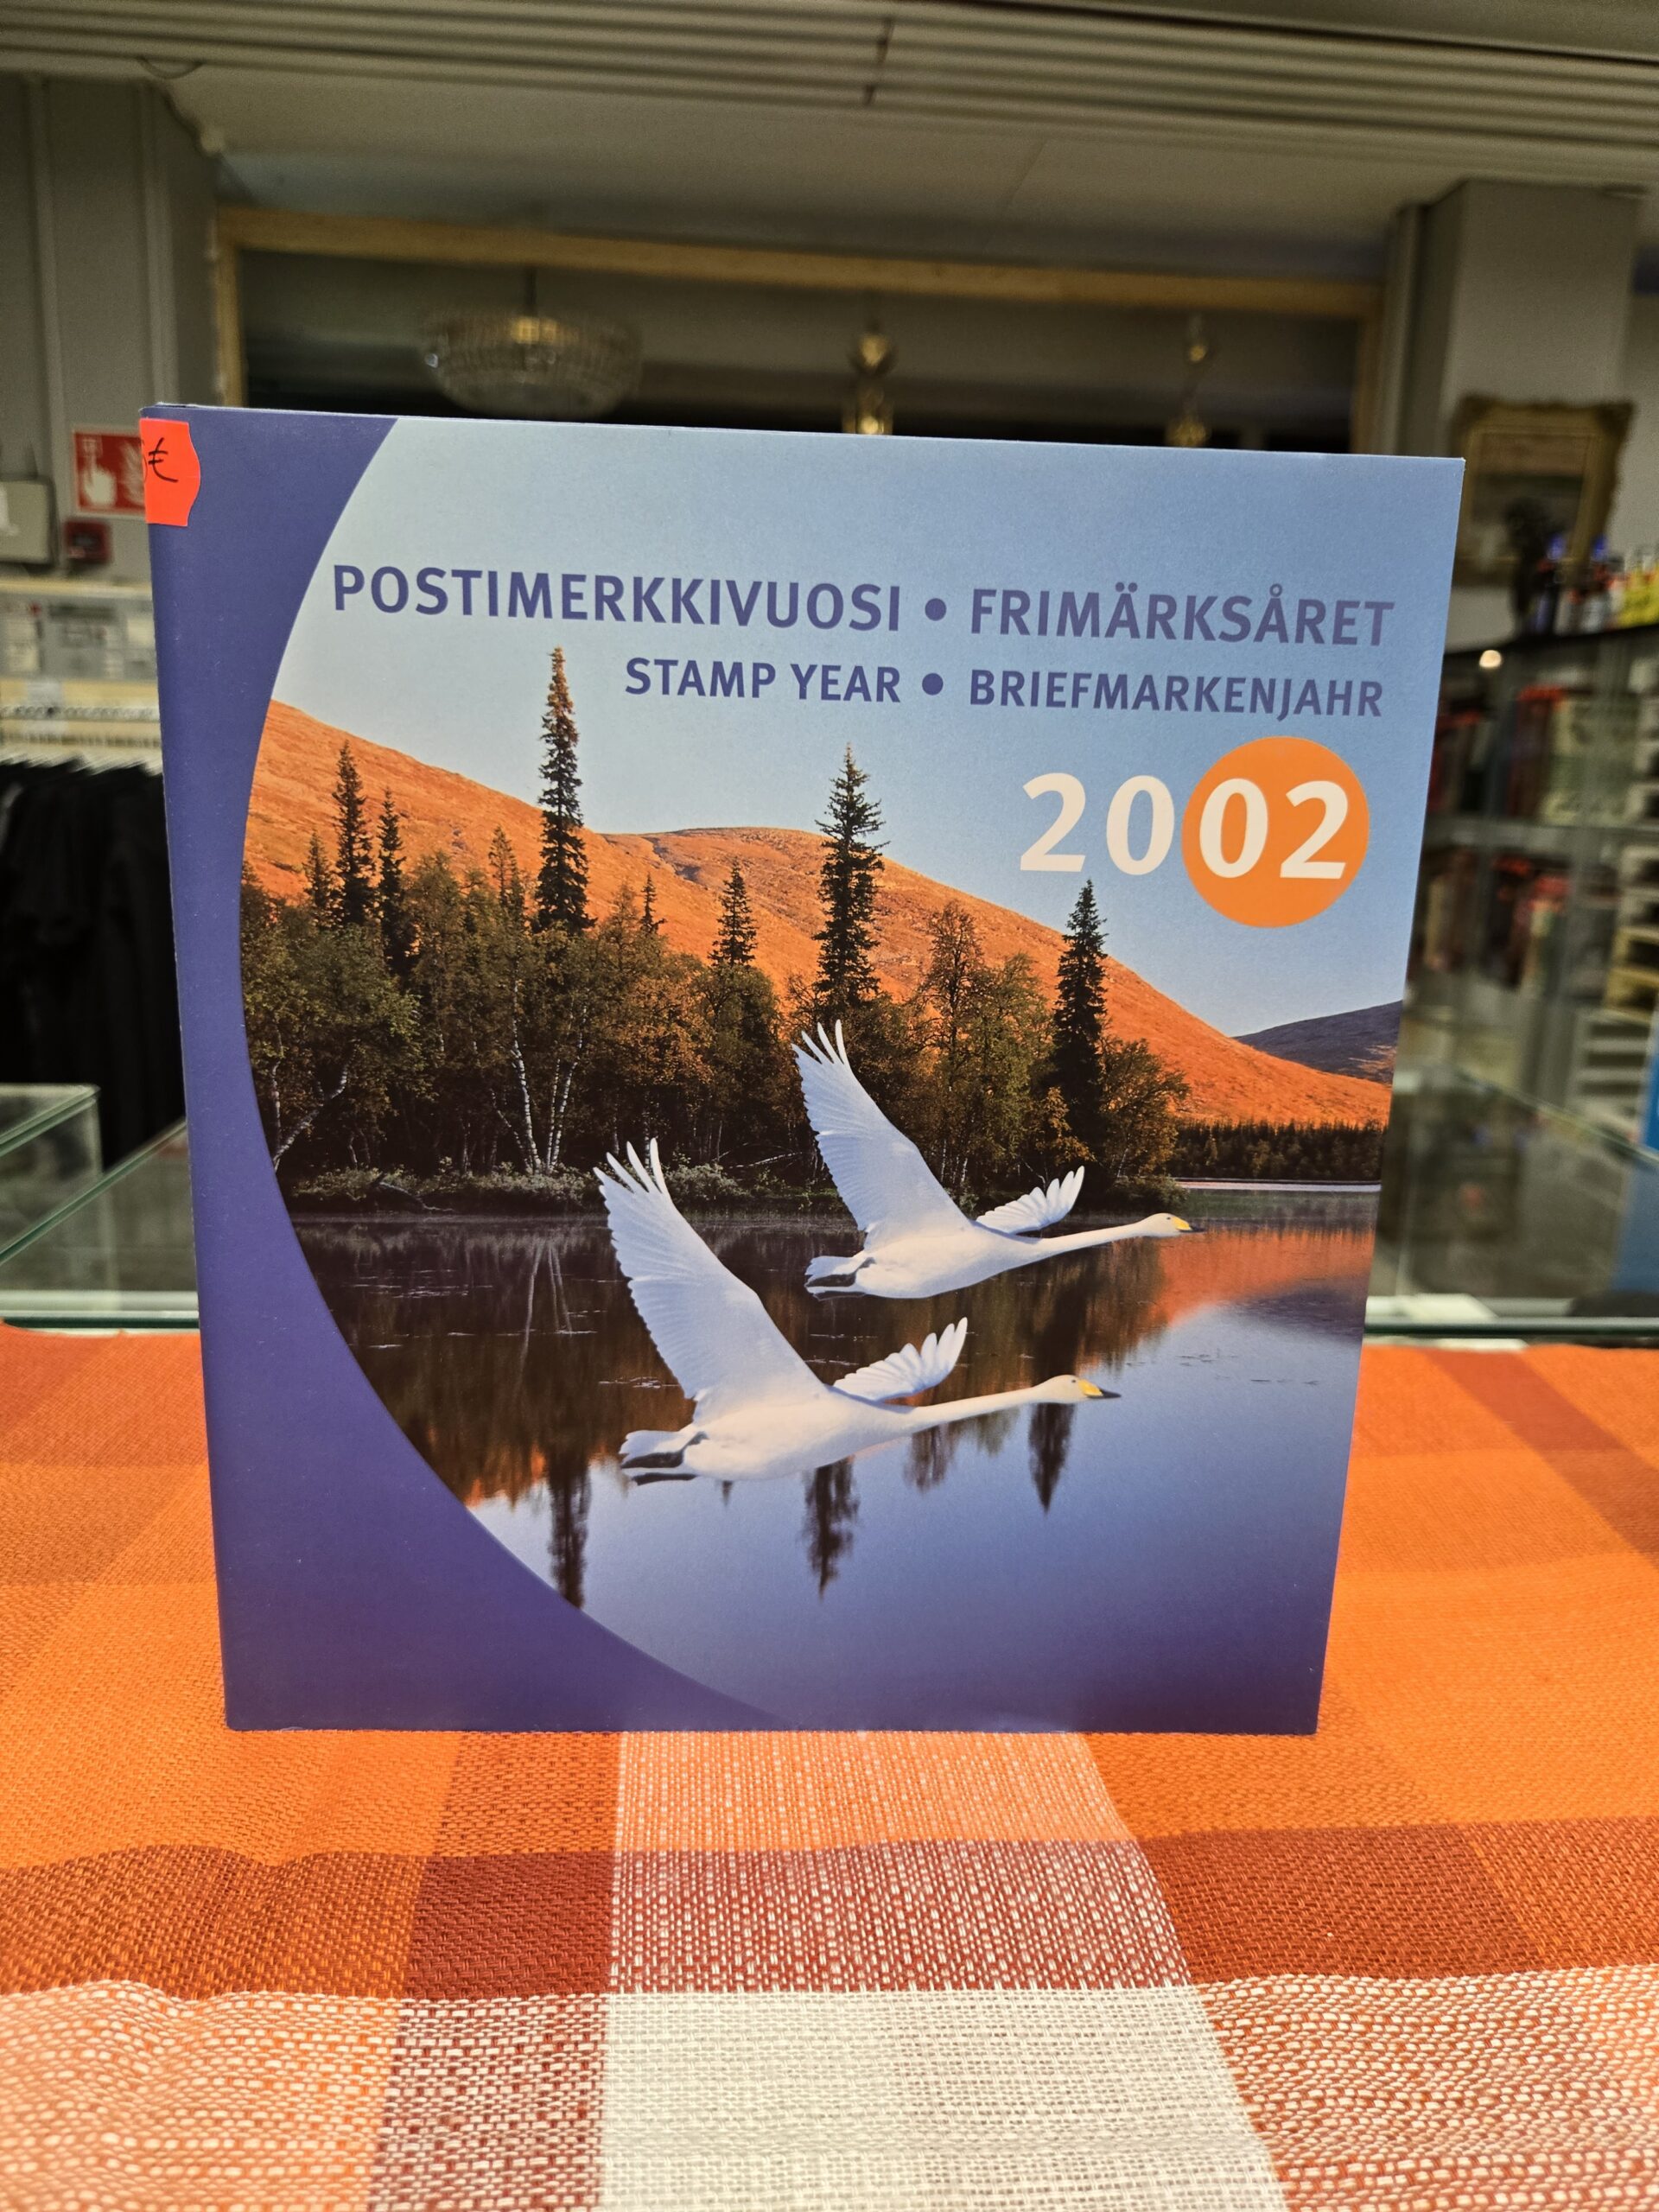 €
POSTIMERKKIVUOSI • FRIMÄRKSÅRET
STAMP YEAR • BRIEFMARKENJAHR
2002